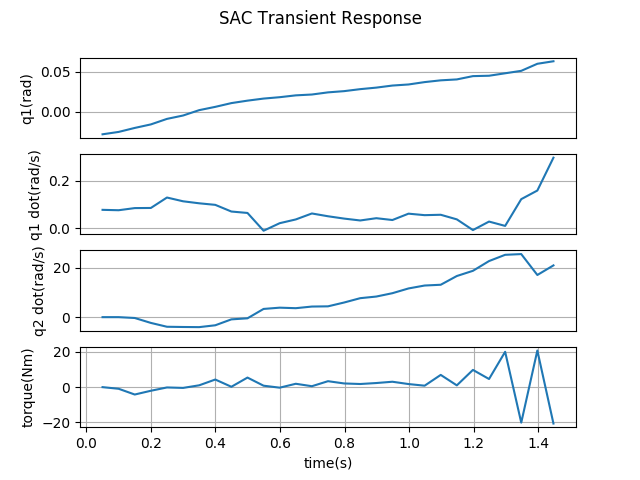 SAC Transient Response
q1(rad)
0.05
0.00
q1 dot(rad/s)
0.2
0.0
q2 dot(rad/s)
20
0
torque(Nm)
20
0
−20
0.0 0.2 0.4 0.6 0.8 1.0 1.2 1.4
time(s)